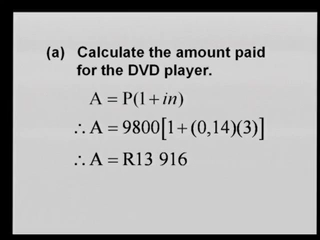 (a) Calculate the amount paid
for the DVD player.
A = P(1 + in)
∴ A = 9800[1 + (0,14)(3)]
∴ A = R13 916